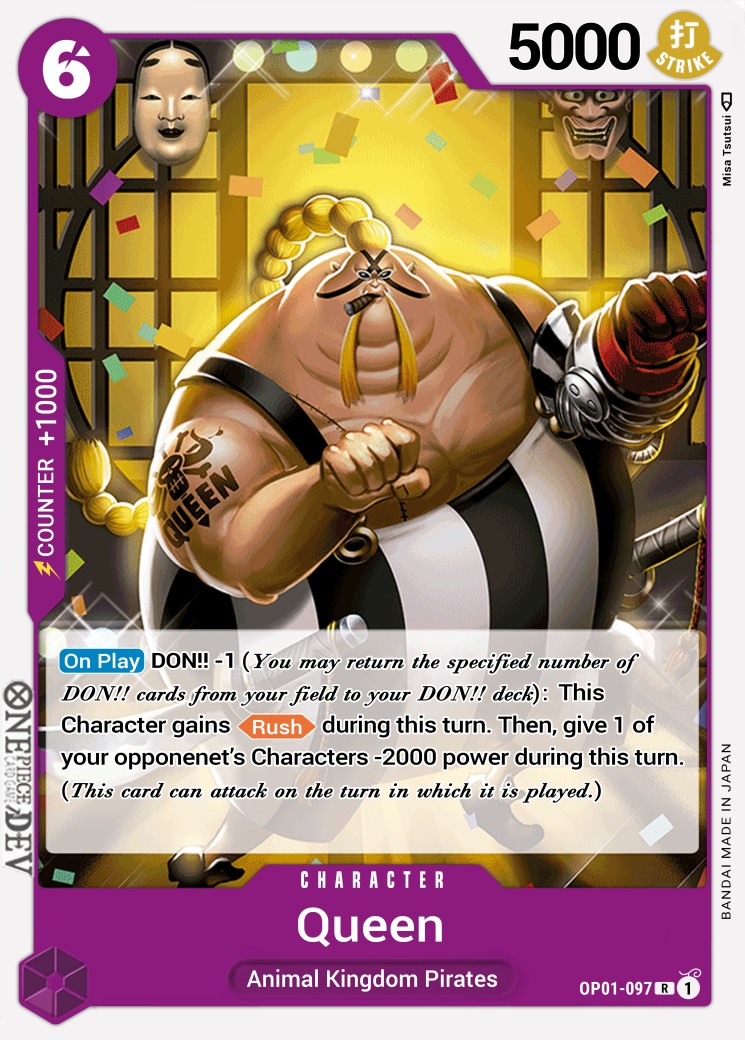 6
5000
打
STRIKE
Misa Tsutsui
COUNTER +1000
QUEEN
On Play DON!! -1 (You may return the specified number of
DON!! cards from your field to your DON!! deck): This
Character gains Rush during this turn. Then, give 1 of
your opponenet's Characters -2000 power during this turn.
(This card can attack on the turn in which it is played.)
ONE PIECE
CARD GAME
.DEV
BANDAI MADE IN JAPAN
CHARACTER
Queen
Animal Kingdom Pirates
OP01-097 R 1